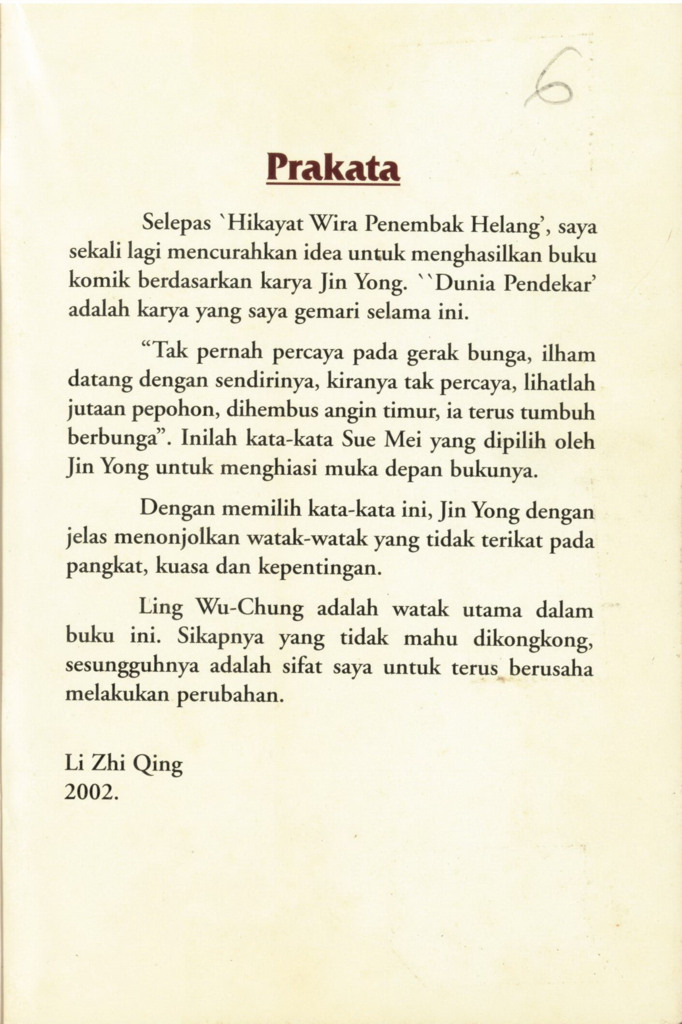 6
Prakata
Selepas `Hikayat Wira Penembak Helang', saya
sekali lagi mencurahkan idea untuk menghasilkan buku
komik berdasarkan karya Jin Yong. ``Dunia Pendekar'
adalah karya yang saya gemari selama ini.
“Tak pernah percaya pada gerak bunga, ilham
datang dengan sendirinya, kiranya tak percaya, lihatlah
jutaan pepohon, dihembus angin timur, ia terus tumbuh
berbunga”. Inilah kata-kata Sue Mei yang dipilih oleh
Jin Yong untuk menghiasi muka depan bukunya.
Dengan memilih kata-kata ini, Jin Yong dengan
jelas menonjolkan watak-watak yang tidak terikat pada
pangkat, kuasa dan kepentingan.
Ling Wu-Chung adalah watak utama dalam
buku ini. Sikapnya yang tidak mahu dikongkong,
sesungguhnya adalah sifat saya untuk terus berusaha
melakukan perubahan.
Li Zhi Qing
2002.